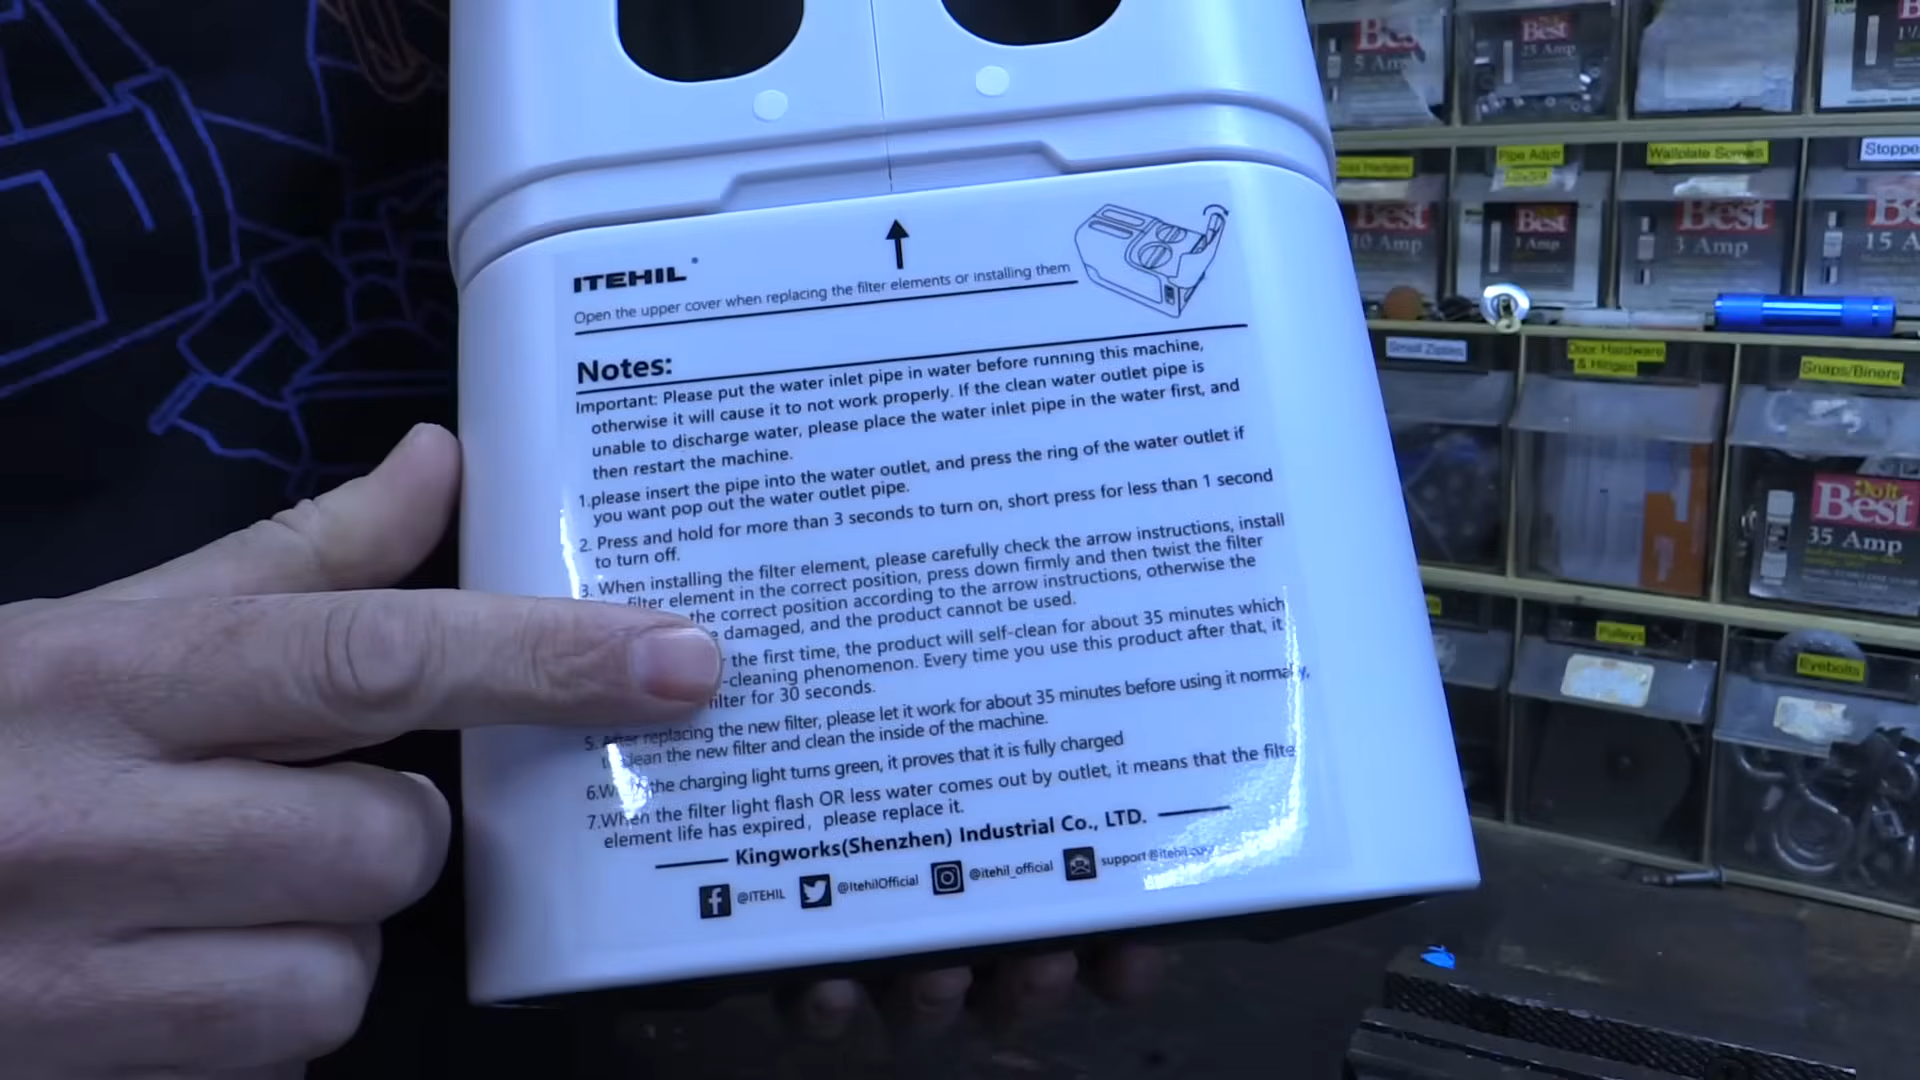 ITEHIL
Open the upper cover when replacing the filter elements or installing them
Notes:
Important: Please put the water inlet pipe in water before running this machine,
otherwise it will cause it to not work properly. If the clean water outlet pipe is
unable to discharge water, please place the water inlet pipe in the water first, and
then restart the machine.
1.please insert the pipe into the water outlet, and press the ring of the water outlet if
you want pop out the water outlet pipe.
2. Press and hold for more than 3 seconds to turn on, short press for less than 1 second
to turn off.
3. When installing the filter element, please carefully check the arrow instructions, install
filter element in the correct position, press down firmly and then twist the filter
the correct position according to the arrow instructions, otherwise the
damaged, and the product cannot be used.
the first time, the product will self-clean for about 35 minutes which
-cleaning phenomenon. Every time you use this product after that, it
filter for 30 seconds.
5. After replacing the new filter, please let it work for about 35 minutes before using it normally,
to clean the new filter and clean the inside of the machine.
6.W the charging light turns green, it proves that it is fully charged
7.When the filter light flash OR less water comes out by outlet, it means that the filte
element life has expired, please replace it.
Kingworks(Shenzhen) Industrial Co., LTD.
@ITEHIL @ItehilOfficial @itehil_official support@itehil.com
Best
5 Am
Best
25 Amp
Pipe Adptr
Wallplate Screws
Stoppe
Best
10 Amp
Best
1 Amp
Best
3 Amp
Be
15 A
Small Zipties
Door Hardware
& Hinges
Snaps/Biners
Do it
Best
35 Amp
Pulleys
Eyebolts